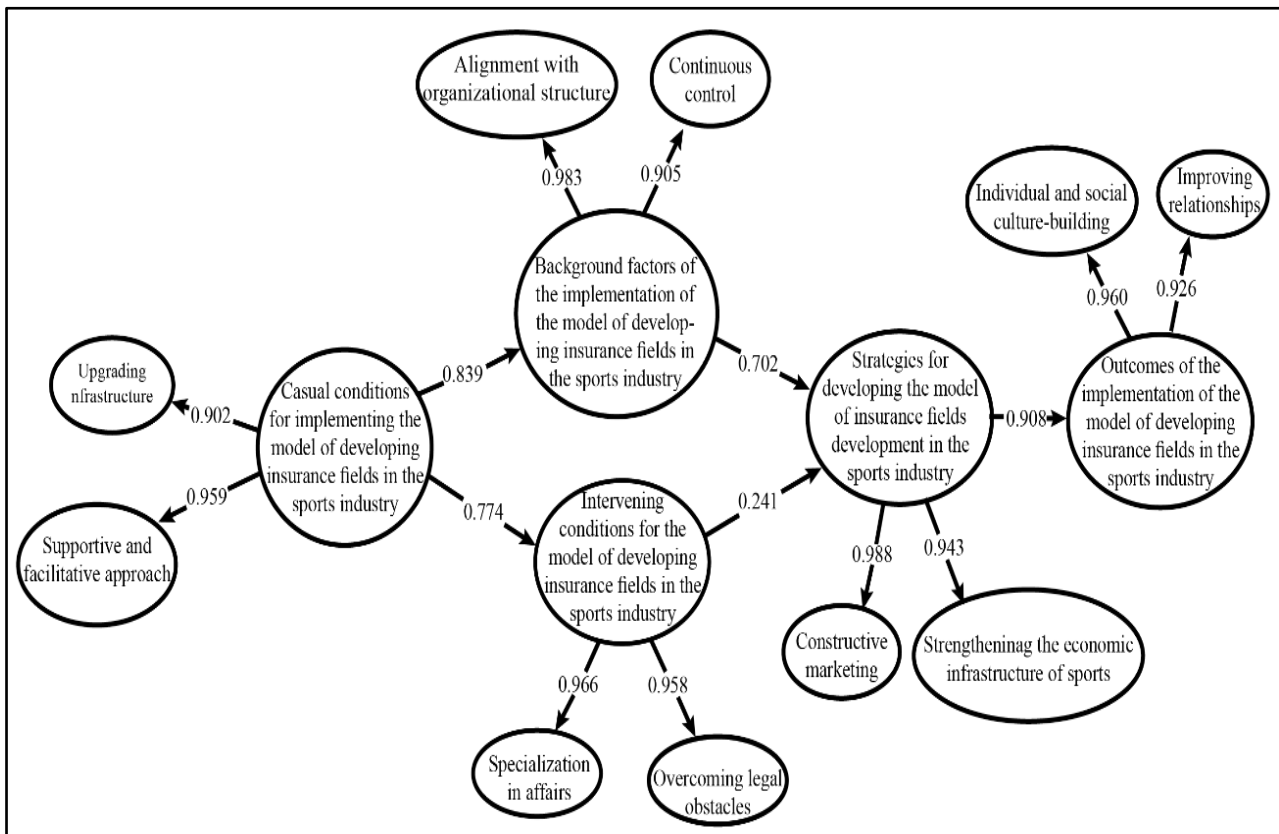 Alignment with
organizational structure
Continuous
control
0.983
0.905
Individual and social
culture-building
Improving
relationships
0.960
0.926
Background factors of
the implementation of
the model of develop-
ing insurance fields in
the sports industry
Upgrading
nfrastructure
0.902
0.959
Supportive and
facilitative approach
Casual conditions
for implementing the
model of developing
insurance fields in the
sports industry
0.839
0.774
0.702
0.241
Intervening
conditions for the
model of developing
insurance fields in the
sports industry
Strategics for
developing the model
of insurance fields
development in the
sports industry
0.908
Outcomes of the
implementation of the
model of developing
insurance fields in the
sports industry
0.966
0.958
Specialization
in affairs
Overcoming legal
obstacles
0.988
0.943
Constructive
marketing
Strengtheninag the economic
infrastructure of sports